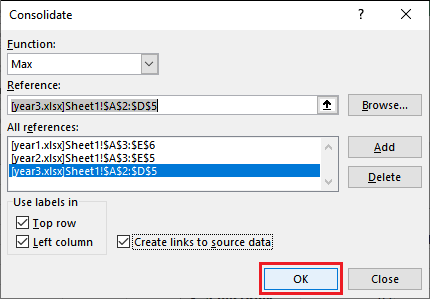 Consolidate
?
Function:
Max
Reference:
[year3.xlsx]Sheet1!$A$2:$D$5
Browse...
All references:
[year1.xlsx]Sheet1!$A$3:$E$6
[year2.xlsx]Sheet1!$A$3:$E$5
[year3.xlsx]Sheet1!$A$2:$D$5
Add
Delete
Use labels in
Top row
Left column
Create links to source data
OK
Close